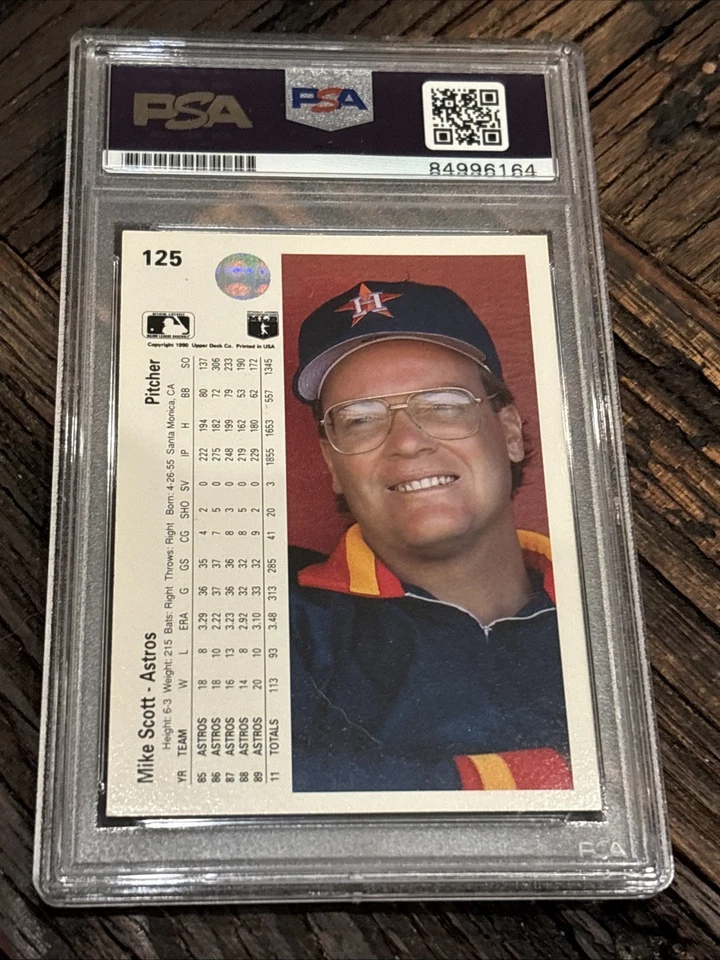 PSA
PSA
84996164
125
Copyright 1990 Upper Deck Co. Printed in USA
Mike Scott - Astros Pitcher
Height: 6-3 Weight: 215 Bats: Right Throws: Right Born: 4-26-55 Santa Monica, CA
YR TEAM W L ERA G GS CG SHO SV IP H BB SO
85 ASTROS 18 8 3.29 36 35 4 2 0 222 194 80 137
86 ASTROS 18 10 2.22 37 37 7 5 0 275 182 72 306
87 ASTROS 16 13 3.23 36 36 8 3 0 248 199 79 233
88 ASTROS 14 8 2.92 32 32 8 5 0 219 162 53 190
89 ASTROS 20 10 3.10 33 32 9 2 0 229 180 62 172
11 TOTALS 113 93 3.48 313 285 41 20 3 1855 1653 557 1345
H
PSA